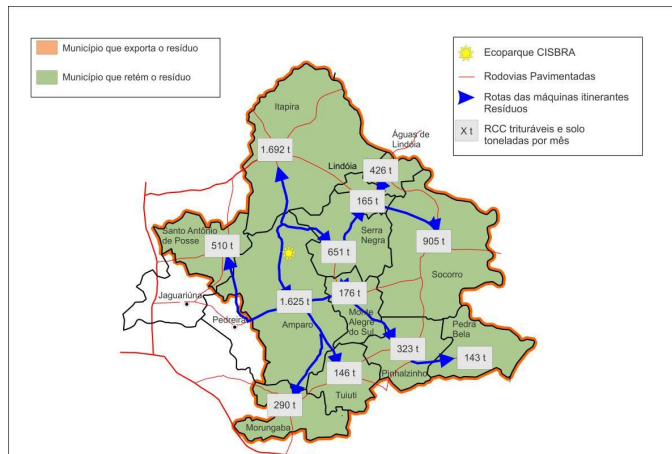 Município que exporta o resíduo
Município que retém o resíduo
Ecoparque CISBRA
Rodovias Pavimentadas
Rotas das máquinas itinerantes
Resíduos
X t
RCC trituráveis e solo
toneladas por mês
Itapira
1.692 t
Águas de
Lindóia
Lindóia
426 t
165 t
Santo Antônio
de Posse
510 t
651 t
Serra
Negra
905 t
Socorro
Jaguariúna
Pedreira
1.625 t
Amparo
176 t
Monte
Alegre
do Sul
Pedra
Bela
323 t
143 t
Pinhalzinho
146 t
Tuiuti
290 t
Morungaba